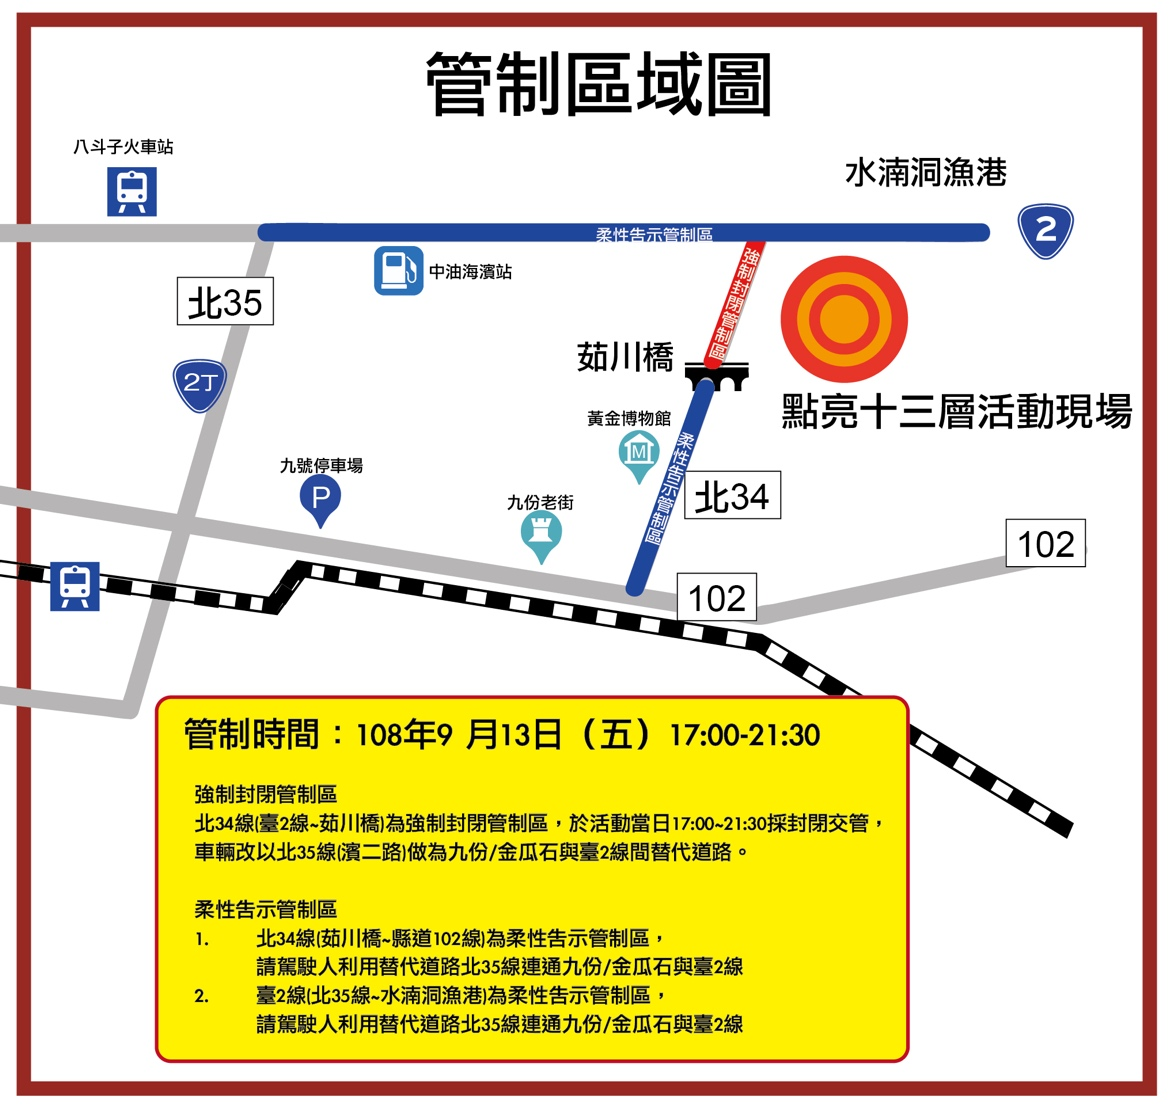 管制區域圖
八斗子火車站
水湳洞漁港
2
柔性告示管制區
中油海濱站
強制封閉管制區
北35
茹川橋
2丁
點亮十三層活動現場
黃金博物館
M
柔性告示管制區
九號停車場
P
九份老街
北34
102
102
管制時間：108年9 月13日（五）17:00-21:30
強制封閉管制區
北34線(臺2線~茹川橋)為強制封閉管制區，於活動當日17:00~21:30採封閉交管，
車輛改以北35線(濱二路)做為九份/金瓜石與臺2線間替代道路。
柔性告示管制區
1. 北34線(茹川橋~縣道102線)為柔性告示管制區，
請駕駛人利用替代道路北35線連通九份/金瓜石與臺2線
2. 臺2線(北35線~水湳洞漁港)為柔性告示管制區，
請駕駛人利用替代道路北35線連通九份/金瓜石與臺2線